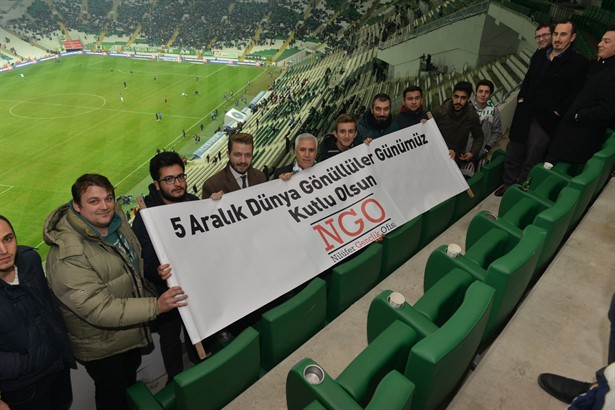 5 Aralık Dünya Gönüllüler Günümüz
Kutlu Olsun
NGO
Nilüfer Gençlik Ofisi